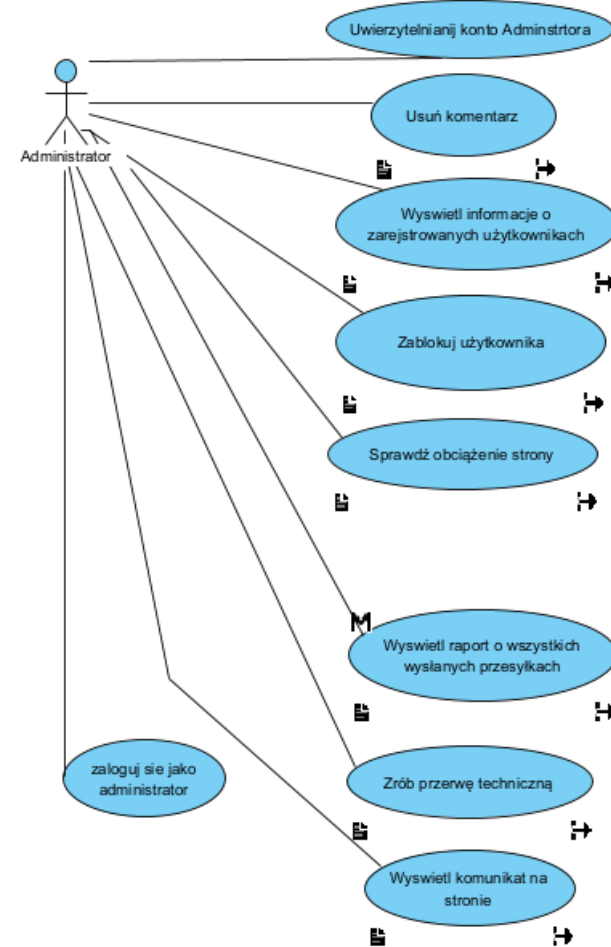 Uwierzytelnianij konto Adminstrtora
Usuń komentarz
Administrator
Wyswietl informacje o
zarejstrowanych użytkownikach
Zablokuj użytkownika
Sprawdź obciążenie strony
M
Wyswietl raport o wszystkich
wysłanych przesyłkach
zaloguj sie jako
administrator
Zrób przerwę techniczną
Wyswietl komunikat na
stronie